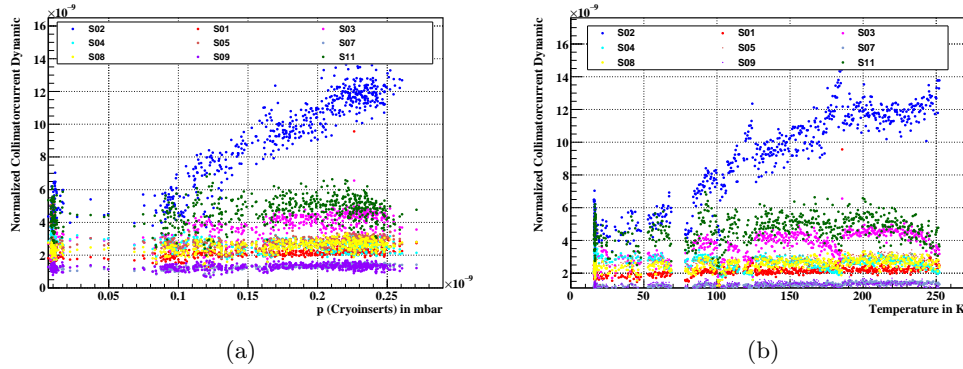 ×10⁻⁹
Normalized Collimatorcurrent Dynamic
S02 S01 S03
S04 S05 S07
S08 S09 S11
16
14
12
10
8
6
4
2
0
0.05 0.1 0.15 0.2 0.25
×10⁻⁹
p (Cryoinserts) in mbar
(a)
×10⁻⁹
Normalized Collimatorcurrent Dynamic
S02 S01 S03
S04 S05 S07
S08 S09 S11
16
14
12
10
8
6
4
2
0 50 100 150 200 250
Temperature in K
(b)